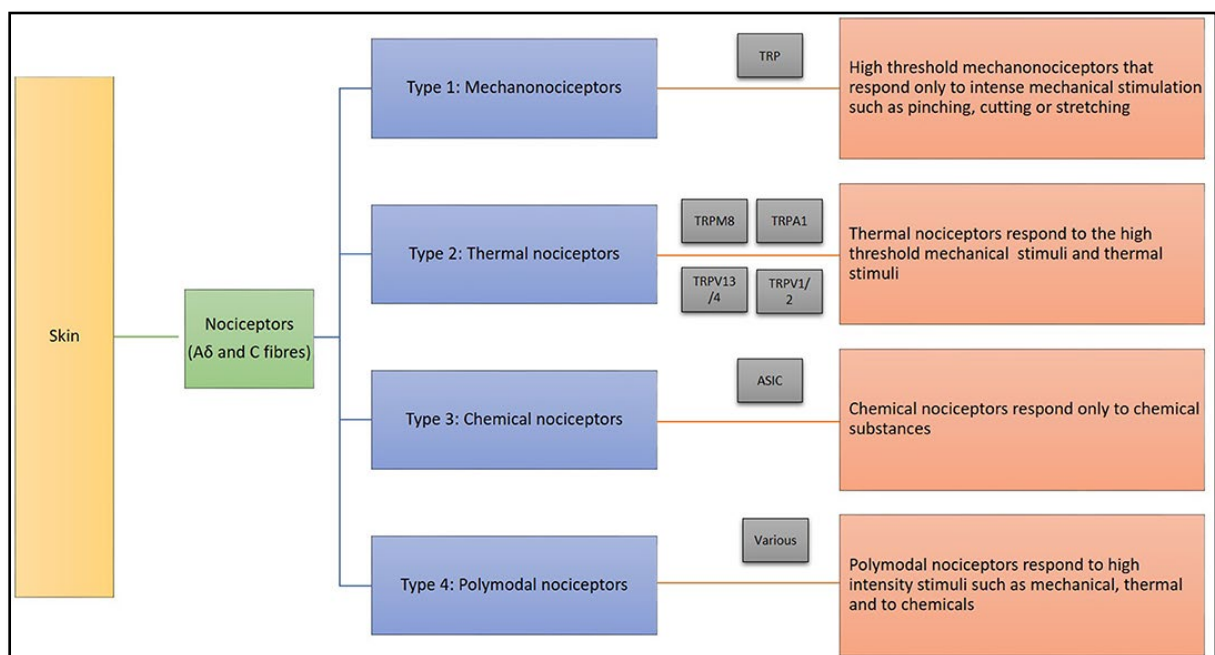 Skin
Nociceptors
(Aδ and C fibres)
Type 1: Mechanonociceptors
TRP
High threshold mechanonociceptors that
respond only to intense mechanical stimulation
such as pinching, cutting or stretching
Type 2: Thermal nociceptors
TRPM8
TRPA1
TRPV13
/4
TRPV1/
2
Thermal nociceptors respond to the high
threshold mechanical stimuli and thermal
stimuli
Type 3: Chemical nociceptors
ASIC
Chemical nociceptors respond only to chemical
substances
Type 4: Polymodal nociceptors
Various
Polymodal nociceptors respond to high
intensity stimuli such as mechanical, thermal
and to chemicals